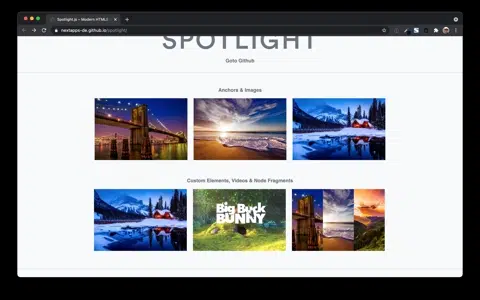 Spotlight.js – Modern HTML5
nextapps-de.github.io/spotlight/
SPOTLIGHT
Goto Github
Anchors & Images
Custom Elements, Videos & Node Fragments
Big Buck
BUNNY